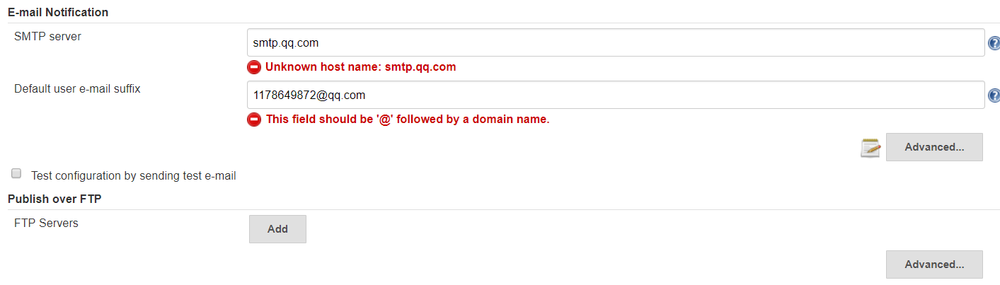 E-mail Notification
SMTP server
smtp.qq.com
Unknown host name: smtp.qq.com
Default user e-mail suffix
1178649872@qq.com
This field should be '@' followed by a domain name.
Advanced...
Test configuration by sending test e-mail
Publish over FTP
FTP Servers
Add
Advanced...